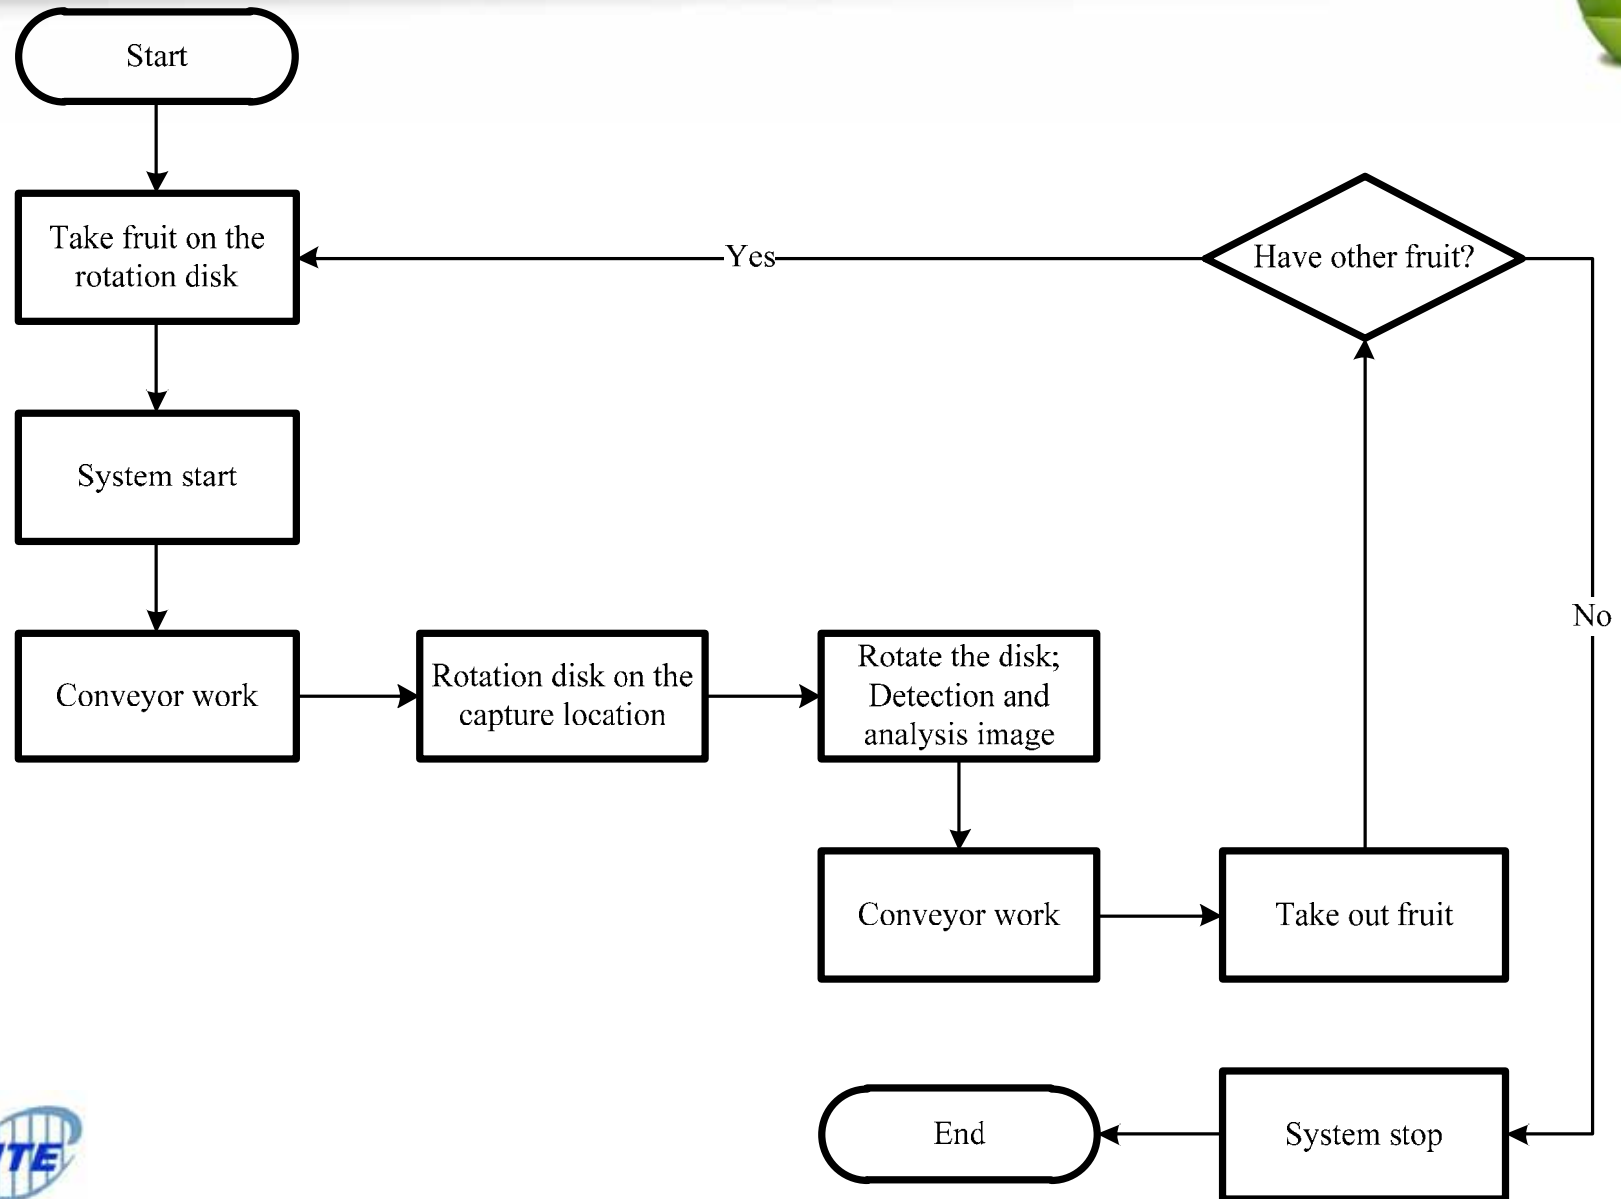 Start
Take fruit on the
rotation disk
Yes
Have other fruit?
System start
No
Conveyor work
Rotation disk on the
capture location
Rotate the disk;
Detection and
analysis image
Conveyor work
Take out fruit
End
System stop